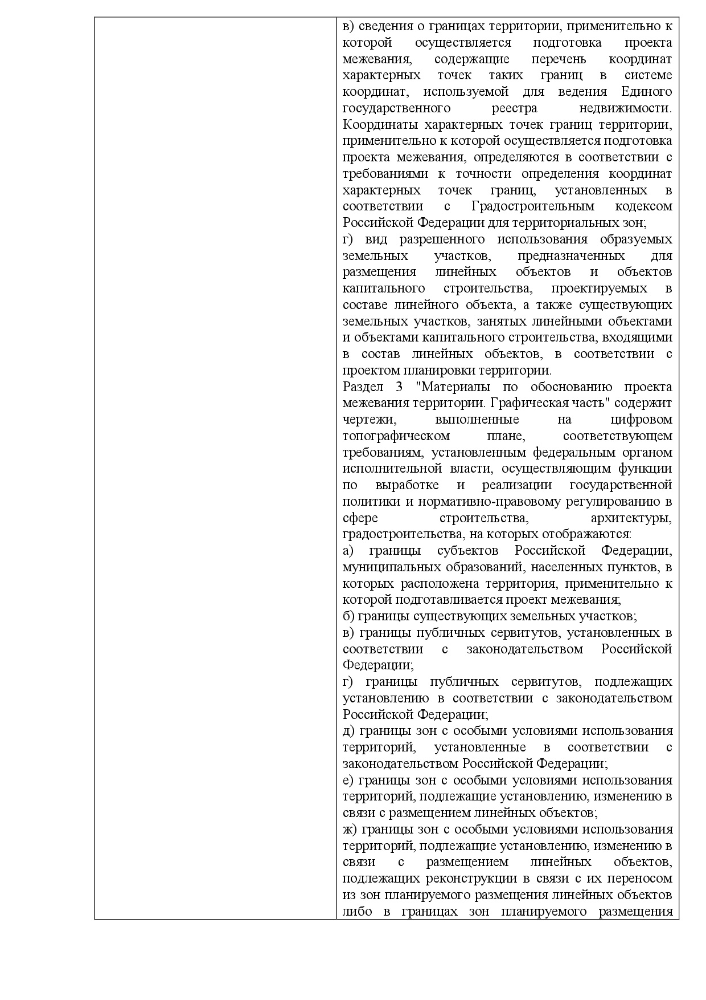 в) сведения о границах территории, применительно к
которой осуществляется подготовка проекта
межевания, содержащие перечень координат
характерных точек таких границ в системе
координат, используемой для ведения Единого
государственного реестра недвижимости.
Координаты характерных точек границ территории,
применительно к которой осуществляется подготовка
проекта межевания, определяются в соответствии с
требованиями к точности определения координат
характерных точек границ, установленных в
соответствии с Градостроительным кодексом
Российской Федерации для территориальных зон;
г) вид разрешенного использования образуемых
земельных участков, предназначенных для
размещения линейных объектов и объектов
капитального строительства, проектируемых в
составе линейного объекта, а также существующих
земельных участков, занятых линейными объектами
и объектами капитального строительства, входящими
в состав линейных объектов, в соответствии с
проектом планировки территории.
Раздел 3 "Материалы по обоснованию проекта
межевания территории. Графическая часть" содержит
чертежи, выполненные на цифровом
топографическом плане, соответствующем
требованиям, установленным федеральным органом
исполнительной власти, осуществляющим функции
по выработке и реализации государственной
политики и нормативно-правовому регулированию в
сфере строительства, архитектуры,
градостроительства, на которых отображаются:
а) границы субъектов Российской Федерации,
муниципальных образований, населенных пунктов, в
которых расположена территория, применительно к
которой подготавливается проект межевания;
б) границы существующих земельных участков;
в) границы публичных сервитутов, установленных в
соответствии с законодательством Российской
Федерации;
г) границы публичных сервитутов, подлежащих
установлению в соответствии с законодательством
Российской Федерации;
д) границы зон с особыми условиями использования
территорий, установленные в соответствии с
законодательством Российской Федерации;
е) границы зон с особыми условиями использования
территорий, подлежащие установлению, изменению в
связи с размещением линейных объектов;
ж) границы зон с особыми условиями использования
территорий, подлежащие установлению, изменению в
связи с размещением линейных объектов,
подлежащих реконструкции в связи с их переносом
из зон планируемого размещения линейных объектов
либо в границах зон планируемого размещения